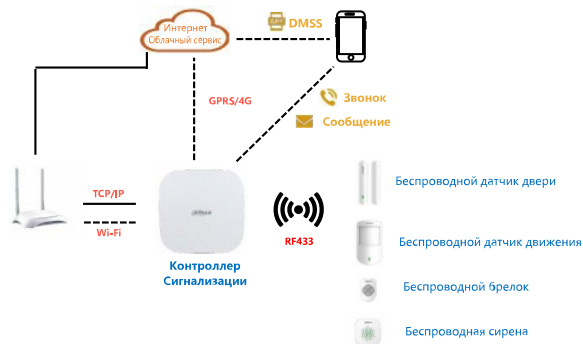 Интернет
Облачный сервис
DMSS
GPRS/4G
Звонок
Сообщение
TCP/IP
Wi-Fi
alhua
RF433
Контроллер
Сигнализации
Беспроводной датчик двери
Беспроводной датчик движения
Беспроводной брелок
Беспроводная сирена